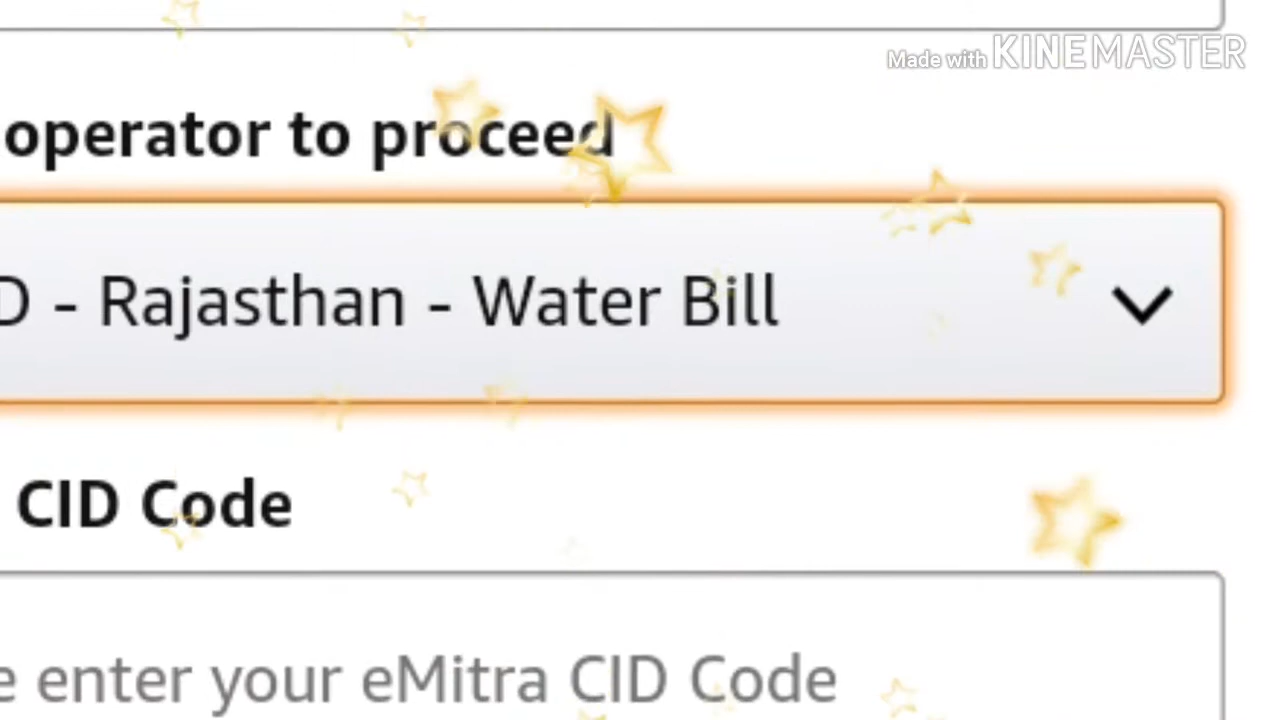 Made with KINEMASTER
operator to proceed
D - Rajasthan - Water Bill
CID Code
e enter your eMitra CID Code